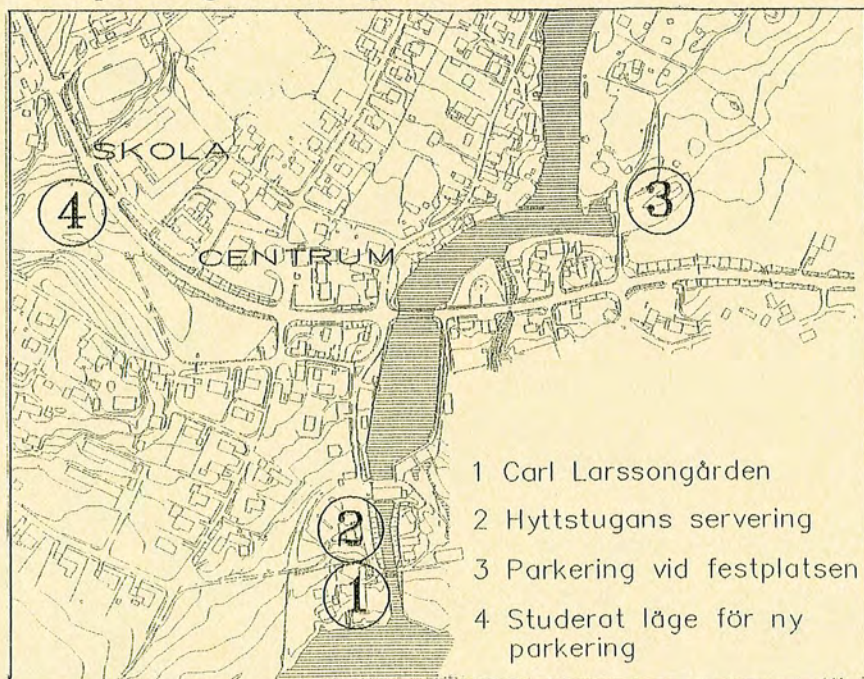 SKOLA
4
3
CENTRUM
2
1
1 Carl Larssongården
2 Hyttstugans servering
3 Parkering vid festplatsen
4 Studerat läge för ny
parkering